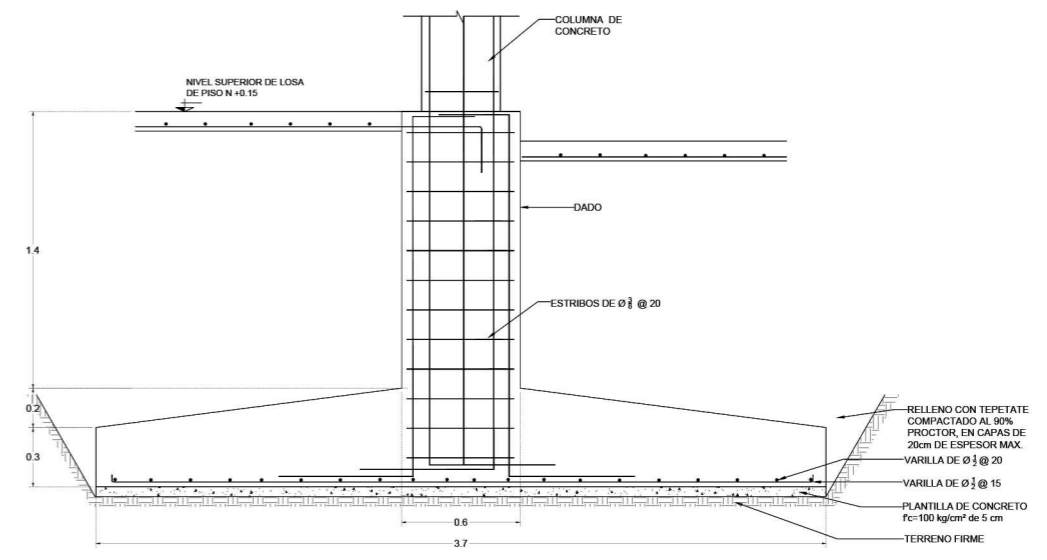 COLUMNA DE
CONCRETO
NIVEL SUPERIOR DE LOSA
DE PISO N +0.15
DADO
1.4
ESTRIBOS DE Ø 3/8 @ 20
0.2
0.3
RELLENO CON TEPETATE
COMPACTADO AL 90%
PROCTOR, EN CAPAS DE
20cm DE ESPESOR MAX.
VARILLA DE Ø 1/2 @ 20
VARILLA DE Ø 1/2 @ 15
PLANTILLA DE CONCRETO
f'c=100 kg/cm² de 5 cm
TERRENO FIRME
0.6
3.7